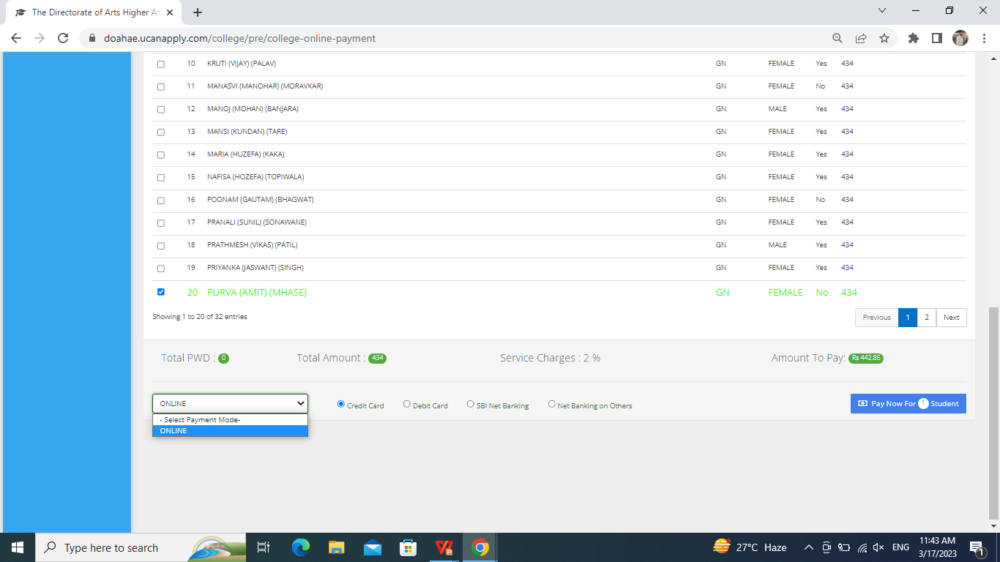 The Directorate of Arts Higher Ar
doahae.ucanapply.com/college/pre/college-online-payment
10 KRUTI (VIJAY) (PALAV) GN FEMALE Yes 434
11 MANASVI (MANOHAR) (MORAVKAR) GN FEMALE No 434
12 MANOJ (MOHAN) (BANJARA) GN MALE Yes 434
13 MANSI (KUNDAN) (TARE) GN FEMALE Yes 434
14 MARIA (HUZEFA) (KAKA) GN FEMALE Yes 434
15 NAFISA (HOZEFA) (TOPIWALA) GN FEMALE Yes 434
16 POONAM (GAUTAM) (BHAGWAT) GN FEMALE No 434
17 PRANALI (SUNIL) (SONAWANE) GN FEMALE Yes 434
18 PRATHMESH (VIKAS) (PATIL) GN MALE Yes 434
19 PRIYANKA (JASWANT) (SINGH) GN FEMALE Yes 434
20 PURVA (AMIT) (MHASE) GN FEMALE No 434
Showing 1 to 20 of 32 entries Previous 1 2 Next
Total PWD : 0 Total Amount : 434 Service Charges : 2 % Amount To Pay: Rs 442.86
ONLINE Credit Card Debit Card SBI Net Banking Net Banking on Others Pay Now For 1 Student
- Select Payment Mode-
ONLINE
Type here to search 27°C Haze ENG 11:43 AM
3/17/2023 1